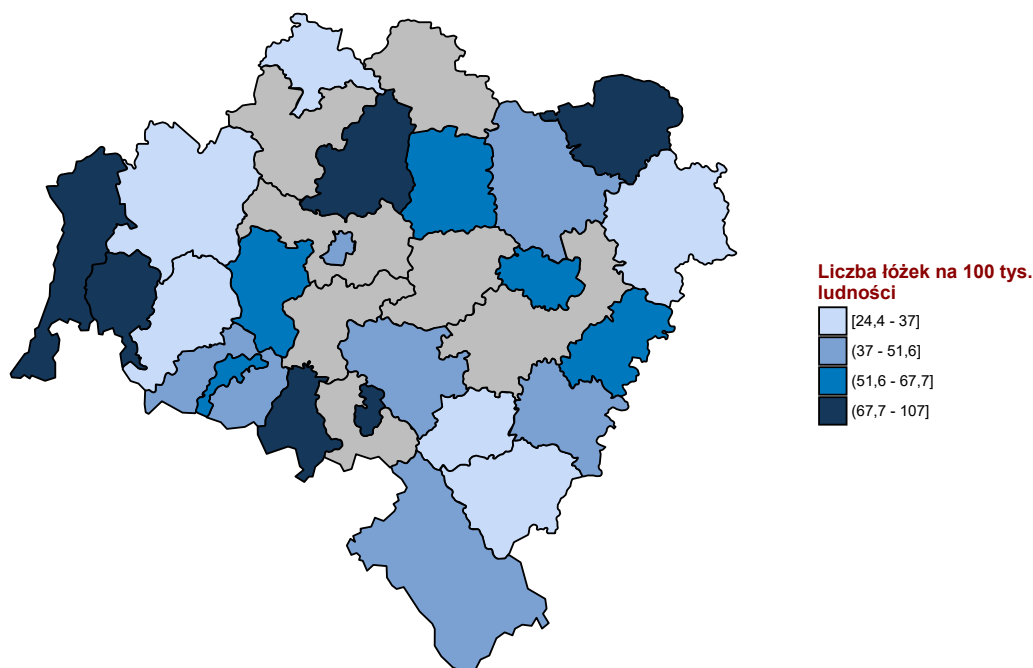 Liczba łóżek na 100 tys.
ludności
[24,4 - 37]
(37 - 51,6]
(51,6 - 67,7]
(67,7 - 107]